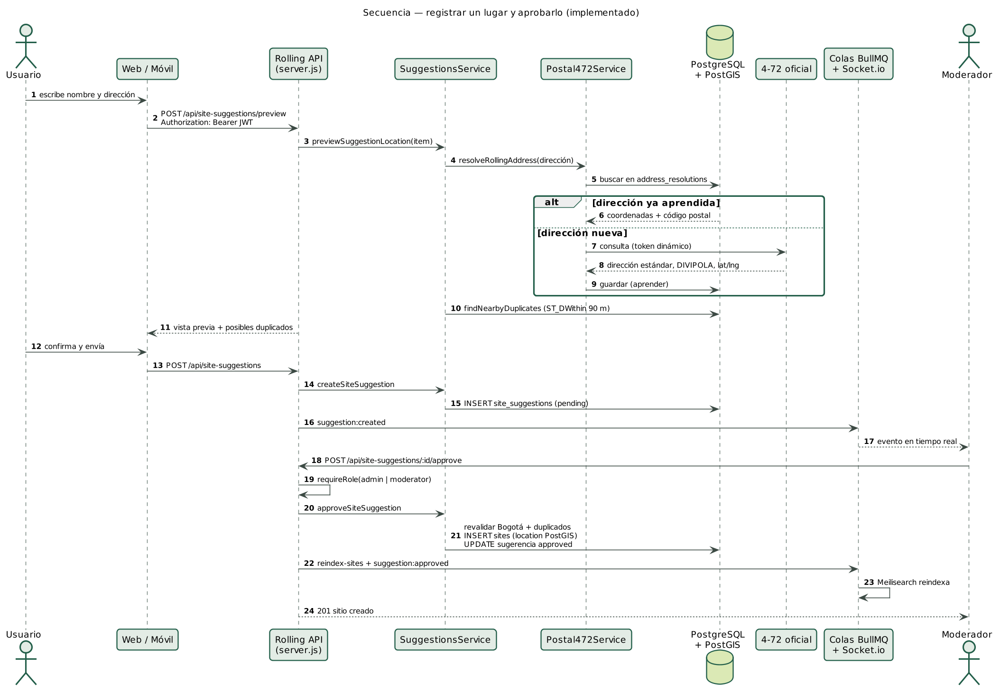 Secuencia — registrar un lugar y aprobarlo (implementado)
Usuario
Web / Móvil
Rolling API
(server.js)
SuggestionsService
Postal472Service
PostgreSQL
+ PostGIS
4-72 oficial
Colas BullMQ
+ Socket.io
Moderador
1 escribe nombre y dirección
2 POST /api/site-suggestions/preview
Authorization: Bearer JWT
3 previewSuggestionLocation(item)
4 resolveRollingAddress(dirección)
5 buscar en address_resolutions
alt [dirección ya aprendida]
6 coordenadas + código postal
[dirección nueva]
7 consulta (token dinámico)
8 dirección estándar, DIVIPOLA, lat/lng
9 guardar (aprender)
10 findNearbyDuplicates (ST_DWithin 90 m)
11 vista previa + posibles duplicados
12 confirma y envía
13 POST /api/site-suggestions
14 createSiteSuggestion
15 INSERT site_suggestions (pending)
16 suggestion:created
17 evento en tiempo real
18 POST /api/site-suggestions/:id/approve
19 requireRole(admin | moderator)
20 approveSiteSuggestion
revalidar Bogotá + duplicados
21 INSERT sites (location PostGIS)
UPDATE sugerencia approved
22 reindex-sites + suggestion:approved
23 Meilisearch reindexa
24 201 sitio creado
Usuario
Web / Móvil
Rolling API
(server.js)
SuggestionsService
Postal472Service
PostgreSQL
+ PostGIS
4-72 oficial
Colas BullMQ
+ Socket.io
Moderador